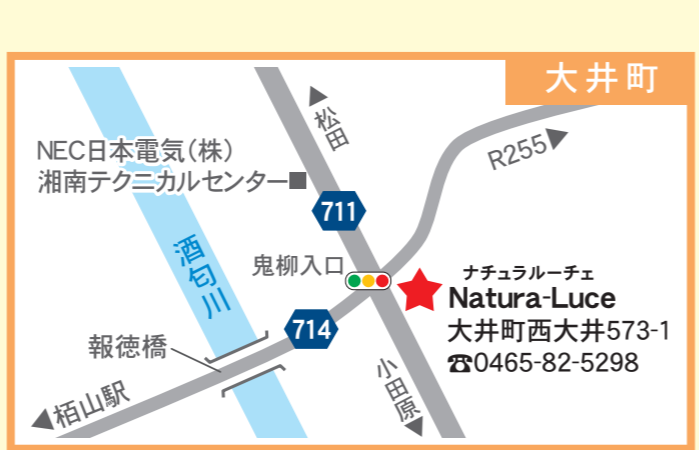 大井町
▲松田
NEC日本電気(株)
湘南テクニカルセンター■
R255▶
711
酒匂川
鬼柳入口
ナチュラルーチェ
Natura-Luce
大井町西大井573-1
☎0465-82-5298
714
報徳橋
小田原▼
◀栢山駅